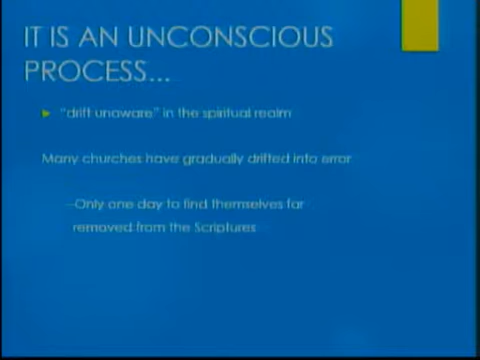 IT IS AN UNCONSCIOUS
PROCESS...
"drift unaware" in the spiritual realm
Many churches have gradually drifted into error
–Only one day to find themselves far
removed from the Scriptures